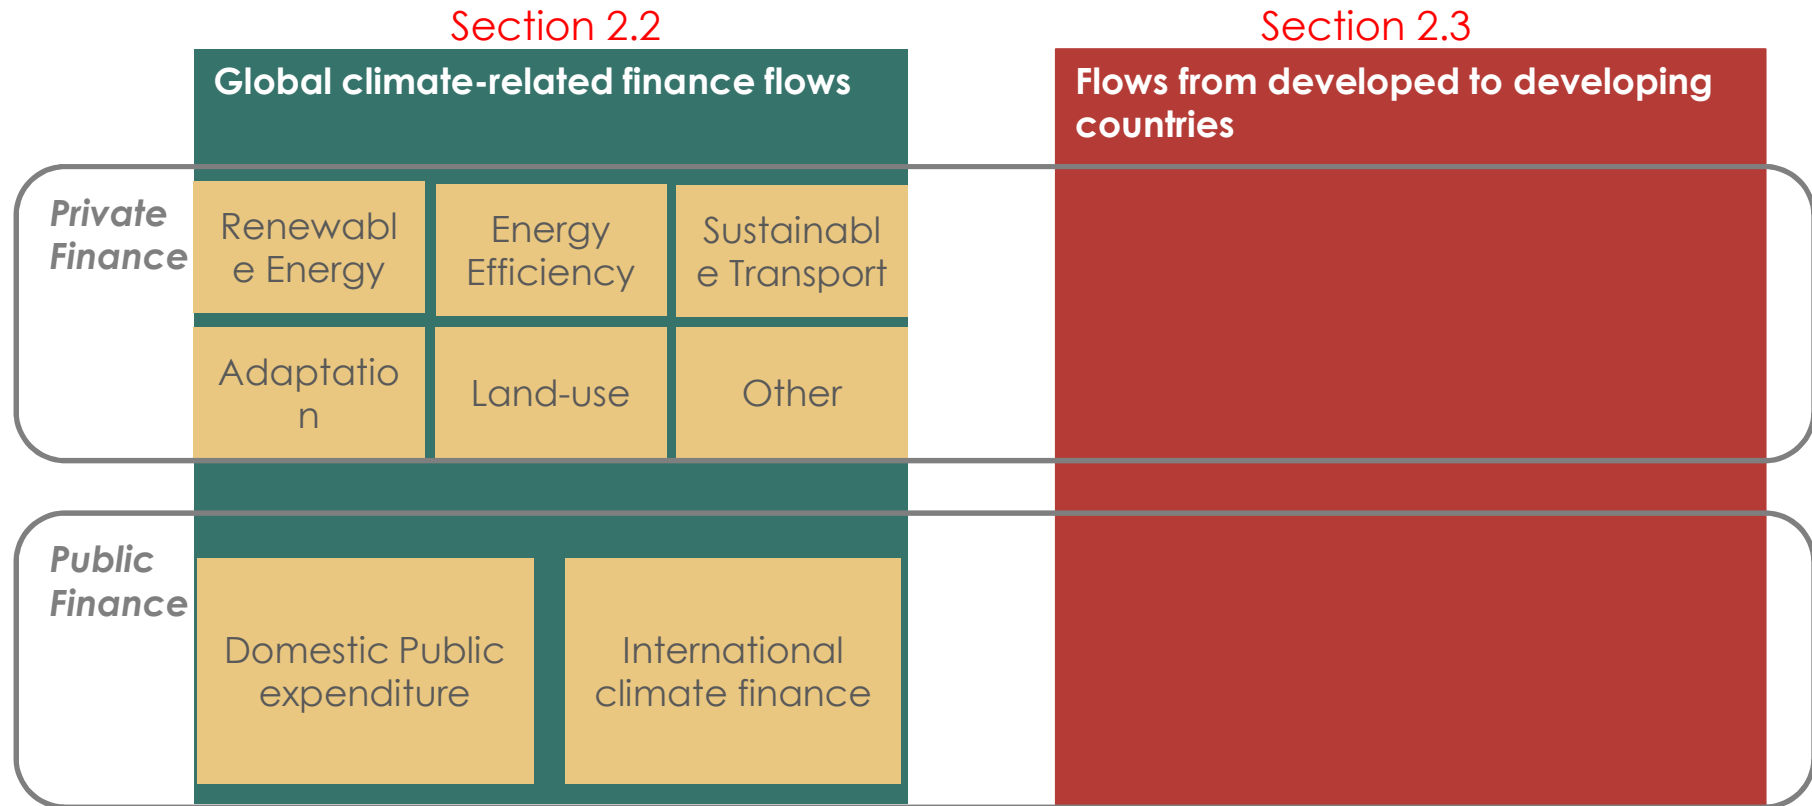 Section 2.2
Section 2.3
Global climate-related finance flows
Flows from developed to developing
countries
Private
Finance
Renewabl
e Energy
Energy
Efficiency
Sustainabl
e Transport
Adaptatio
n
Land-use
Other
Public
Finance
Domestic Public
expenditure
International
climate finance